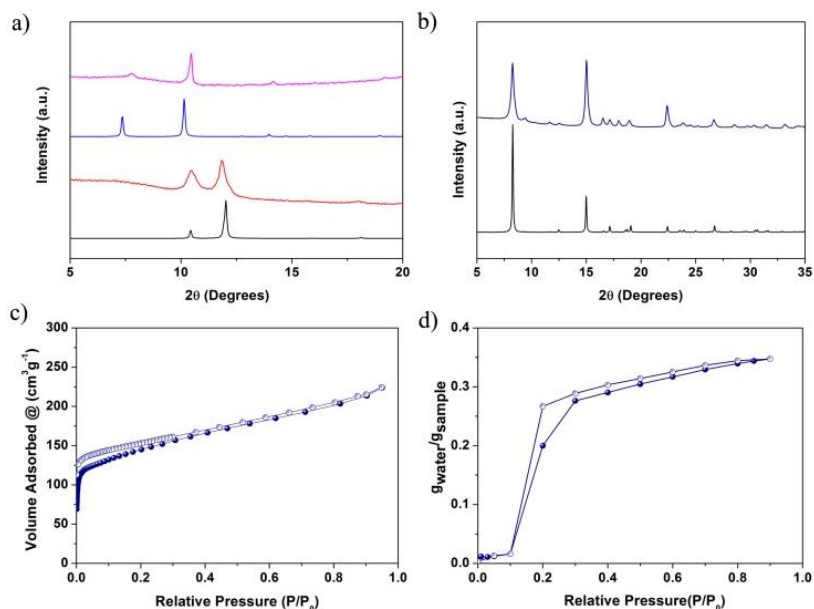 a)
Intensity (a.u.)
5 10 15 20
2θ (Degrees)
b)
Intensity (a.u.)
5 10 15 20 25 30 35
2θ (Degrees)
c)
Volume Adsorbed @ (cm³g⁻¹)
300
250
200
150
100
50
0
0.0 0.2 0.4 0.6 0.8 1.0
Relative Pressure (P/P₀)
d)
g_water/g_sample
0.4
0.3
0.2
0.1
0.0
0.0 0.2 0.4 0.6 0.8 1.0
Relative Pressure(P/P₀)